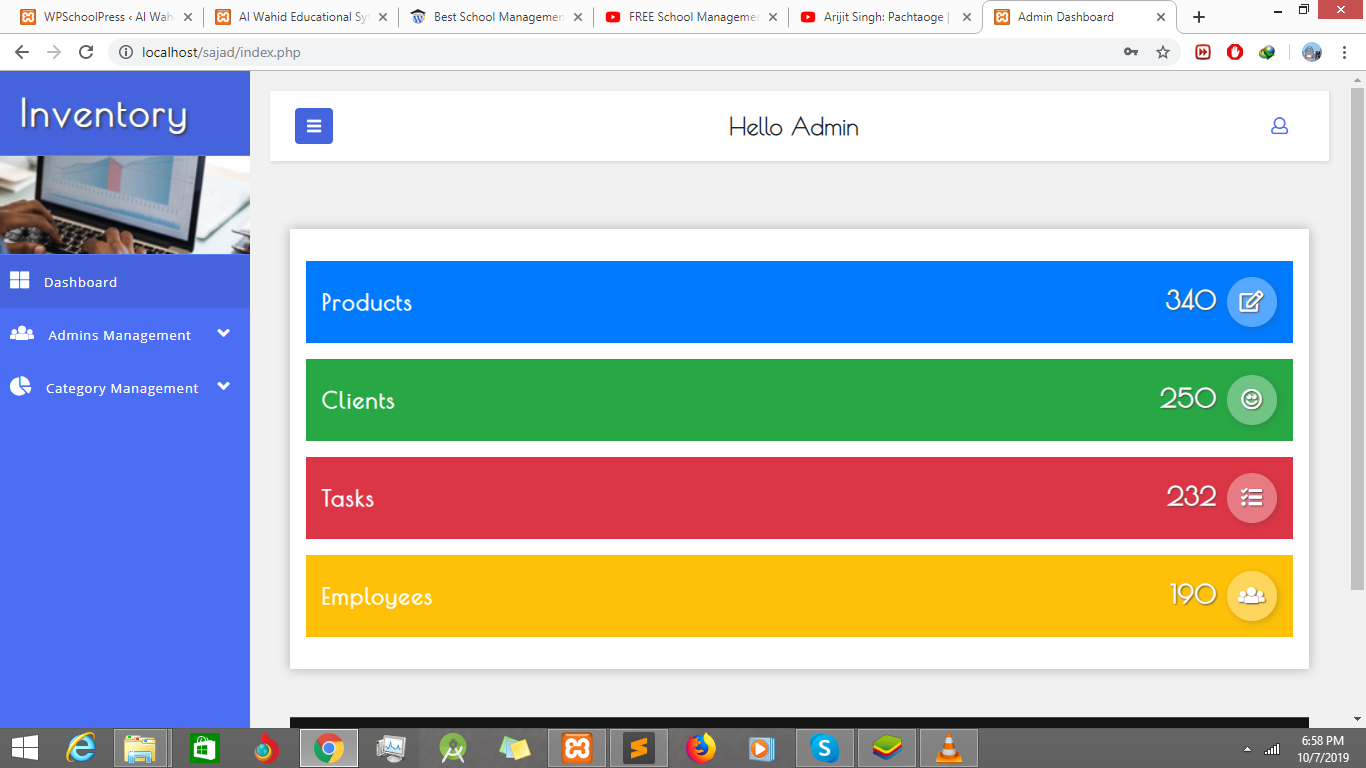 WPSchoolPress ‹ Al Wah
Al Wahid Educational Sy
Best School Managemen
FREE School Manageme
Arijit Singh: Pachtaoge |
Admin Dashboard
localhost/sajad/index.php
Inventory
Hello Admin
Dashboard
Admins Management
Category Management
Products 340
Clients 250
Tasks 232
Employees 190
6:58 PM
10/7/2019